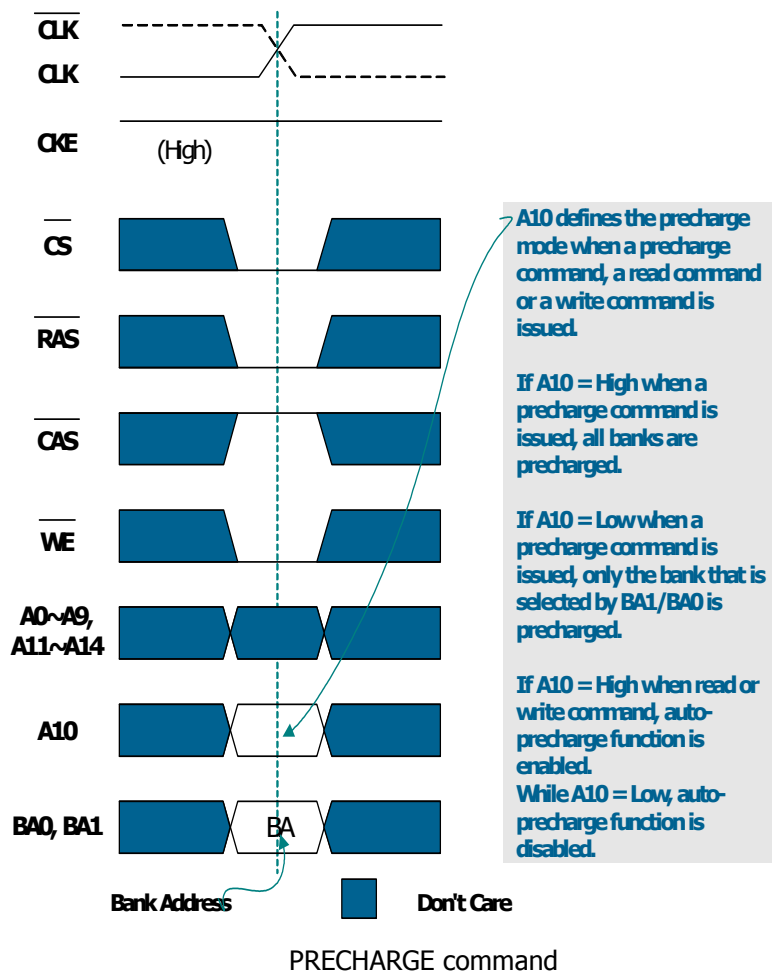 CLK
CLK
CKE
(High)
CS
RAS
CAS
WE
A0~A9,
A11~A14
A10
BA0, BA1
BA
Bank Address
Don't Care
A10 defines the precharge
mode when a precharge
command, a read command
or a write command is
issued.
If A10 = High when a
precharge command is
issued, all banks are
precharged.
If A10 = Low when a
precharge command is
issued, only the bank that is
selected by BA1/BA0 is
precharged.
If A10 = High when read or
write command, auto-
precharge function is
enabled.
While A10 = Low, auto-
precharge function is
disabled.
PRECHARGE command